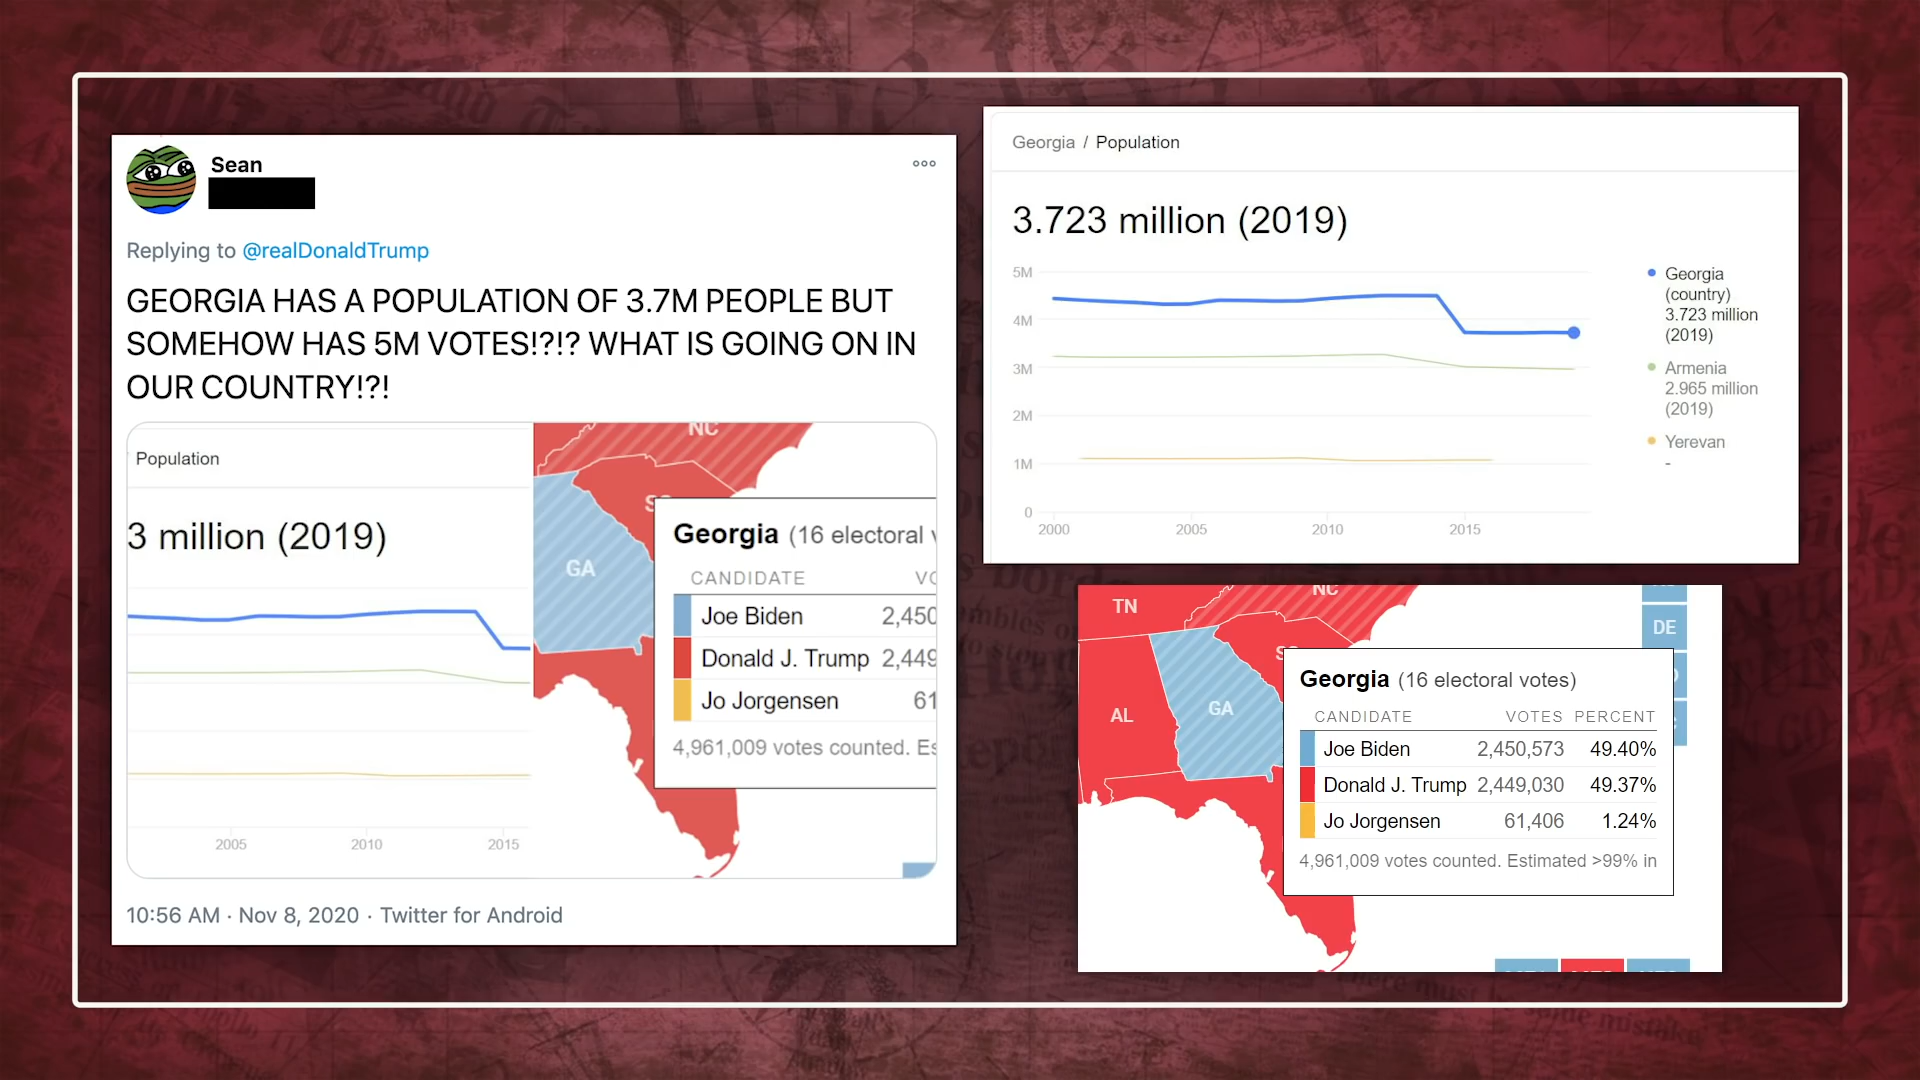 Sean
Replying to @realDonaldTrump
GEORGIA HAS A POPULATION OF 3.7M PEOPLE BUT
SOMEHOW HAS 5M VOTES!?!? WHAT IS GOING ON IN
OUR COUNTRY!?!
Population
3 million (2019)
2005
2010
2015
NC
GA
Georgia (16 electoral v
CANDIDATE VO
Joe Biden 2,450
Donald J. Trump 2,449
Jo Jorgensen 61
4,961,009 votes counted. Es
10:56 AM · Nov 8, 2020 · Twitter for Android
Georgia / Population
3.723 million (2019)
5M
4M
3M
2M
1M
0
2000
2005
2010
2015
Georgia
(country)
3.723 million
(2019)
Armenia
2.965 million
(2019)
Yerevan
-
TN
NC
AL
GA
DE
Georgia (16 electoral votes)
CANDIDATE VOTES PERCENT
Joe Biden 2,450,573 49.40%
Donald J. Trump 2,449,030 49.37%
Jo Jorgensen 61,406 1.24%
4,961,009 votes counted. Estimated >99% in